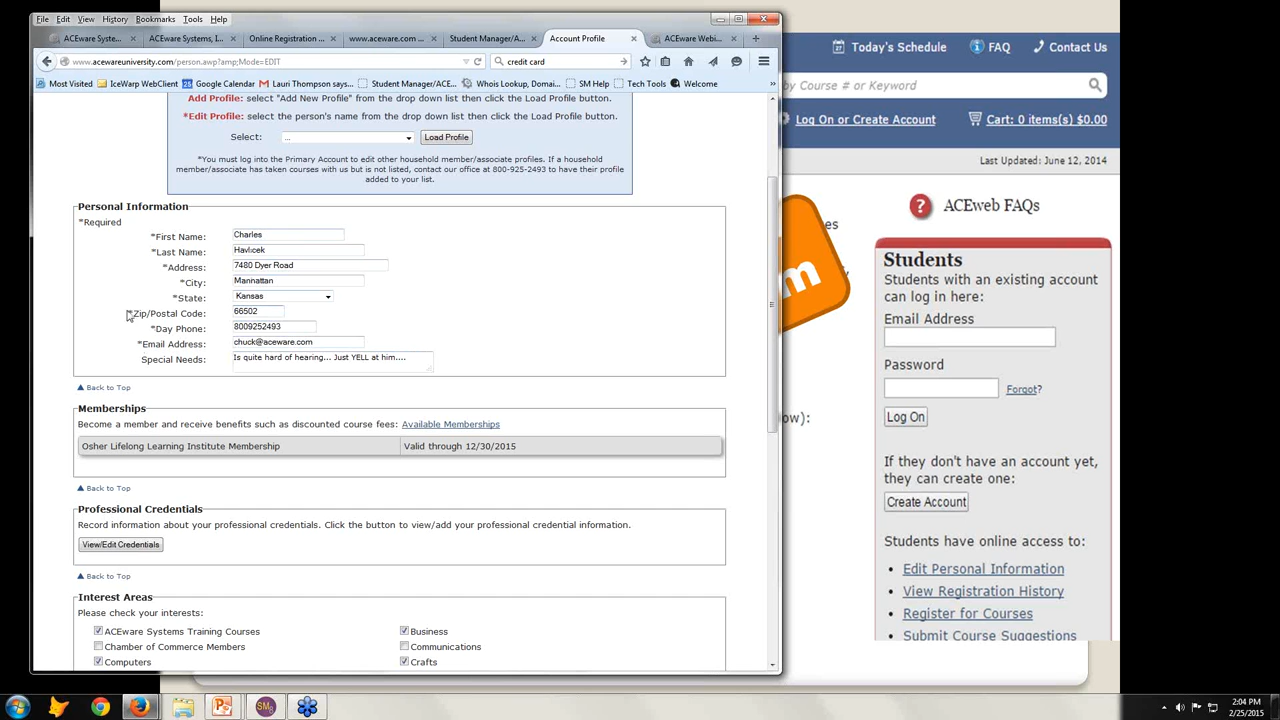 File Edit View History Bookmarks Tools Help
ACEware Syste... ACEware Systems, I... Online Registration ... www.aceware.com ... Student Manager/A... Account Profile ACEware Webi...
www.acewareuniversity.com/person.awp?amp;Mode=EDIT
credit card
Most Visited IceWarp WebClient Google Calendar Lauri Thompson says... Student Manager/ACE... Whois Lookup, Domai... SM Help Tech Tools Welcome
Add Profile: select "Add New Profile" from the drop down list then click the Load Profile button.
*Edit Profile: select the person's name from the drop down list then click the Load Profile button.
Select: ... Load Profile
*You must log into the Primary Account to edit other household member/associate profiles. If a household
member/associate has taken courses with us but is not listed, contact our office at 800-925-2493 to have their profile
added to your list.
Personal Information
*Required
*First Name: Charles
*Last Name: Havlicek
*Address: 7480 Dyer Road
*City: Mannattan
*State: Kansas
*Zip/Postal Code: 66502
*Day Phone: 8009252493
*Email Address: chuck@aceware.com
Special Needs: Is quite hard of hearing... Just YELL at him....
Back to Top
Memberships
Become a member and receive benefits such as discounted course fees: Available Memberships
Osher Lifelong Learning Institute Membership Valid through 12/30/2015
Back to Top
Professional Credentials
Record information about your professional credentials. Click the button to view/add your professional credential information.
View/Edit Credentials
Back to Top
Interest Areas
Please check your interests:
ACEware Systems Training Courses Business
Chamber of Commerce Members Communications
Computers Crafts
27 Today's Schedule FAQ Contact Us
by Course # or Keyword
Log On or Create Account Cart: 0 items(s) $0.00
Last Updated: June 12, 2014
? ACEweb FAQs
Students
Students with an existing account
can log in here:
Email Address
Password
Forgot?
Log On
If they don't have an account yet,
they can create one:
Create Account
Students have online access to:
Edit Personal Information
View Registration History
Register for Courses
Submit Course Suggestions
ow):
om
SM
2:04 PM
2/25/2015